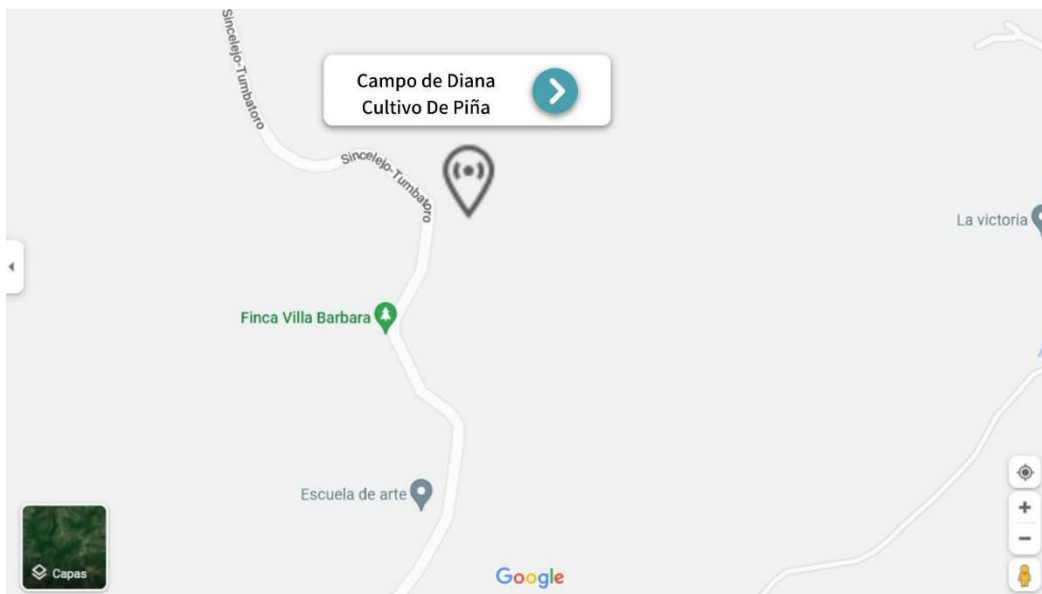 Sincelejo-Tumbatoro
Campo de Diana
Cultivo De Piña
Sincelejo-Tumbatoro
La victoria
Finca Villa Barbara
Escuela de arte
Capas
Google